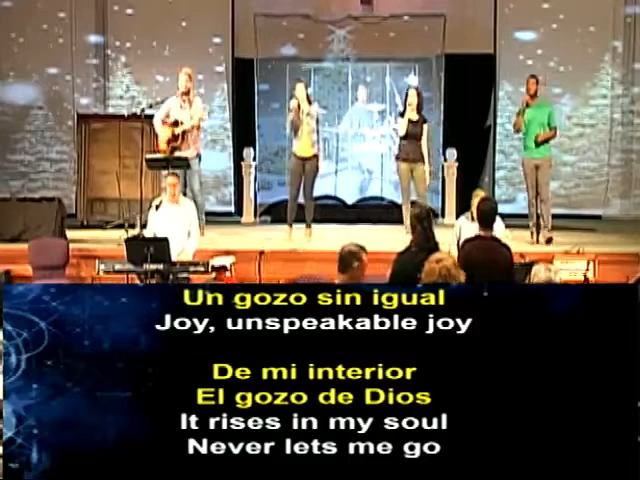 Un gozo sin igual
Joy, unspeakable joy
De mi interior
El gozo de Dios
It rises in my soul
Never lets me go